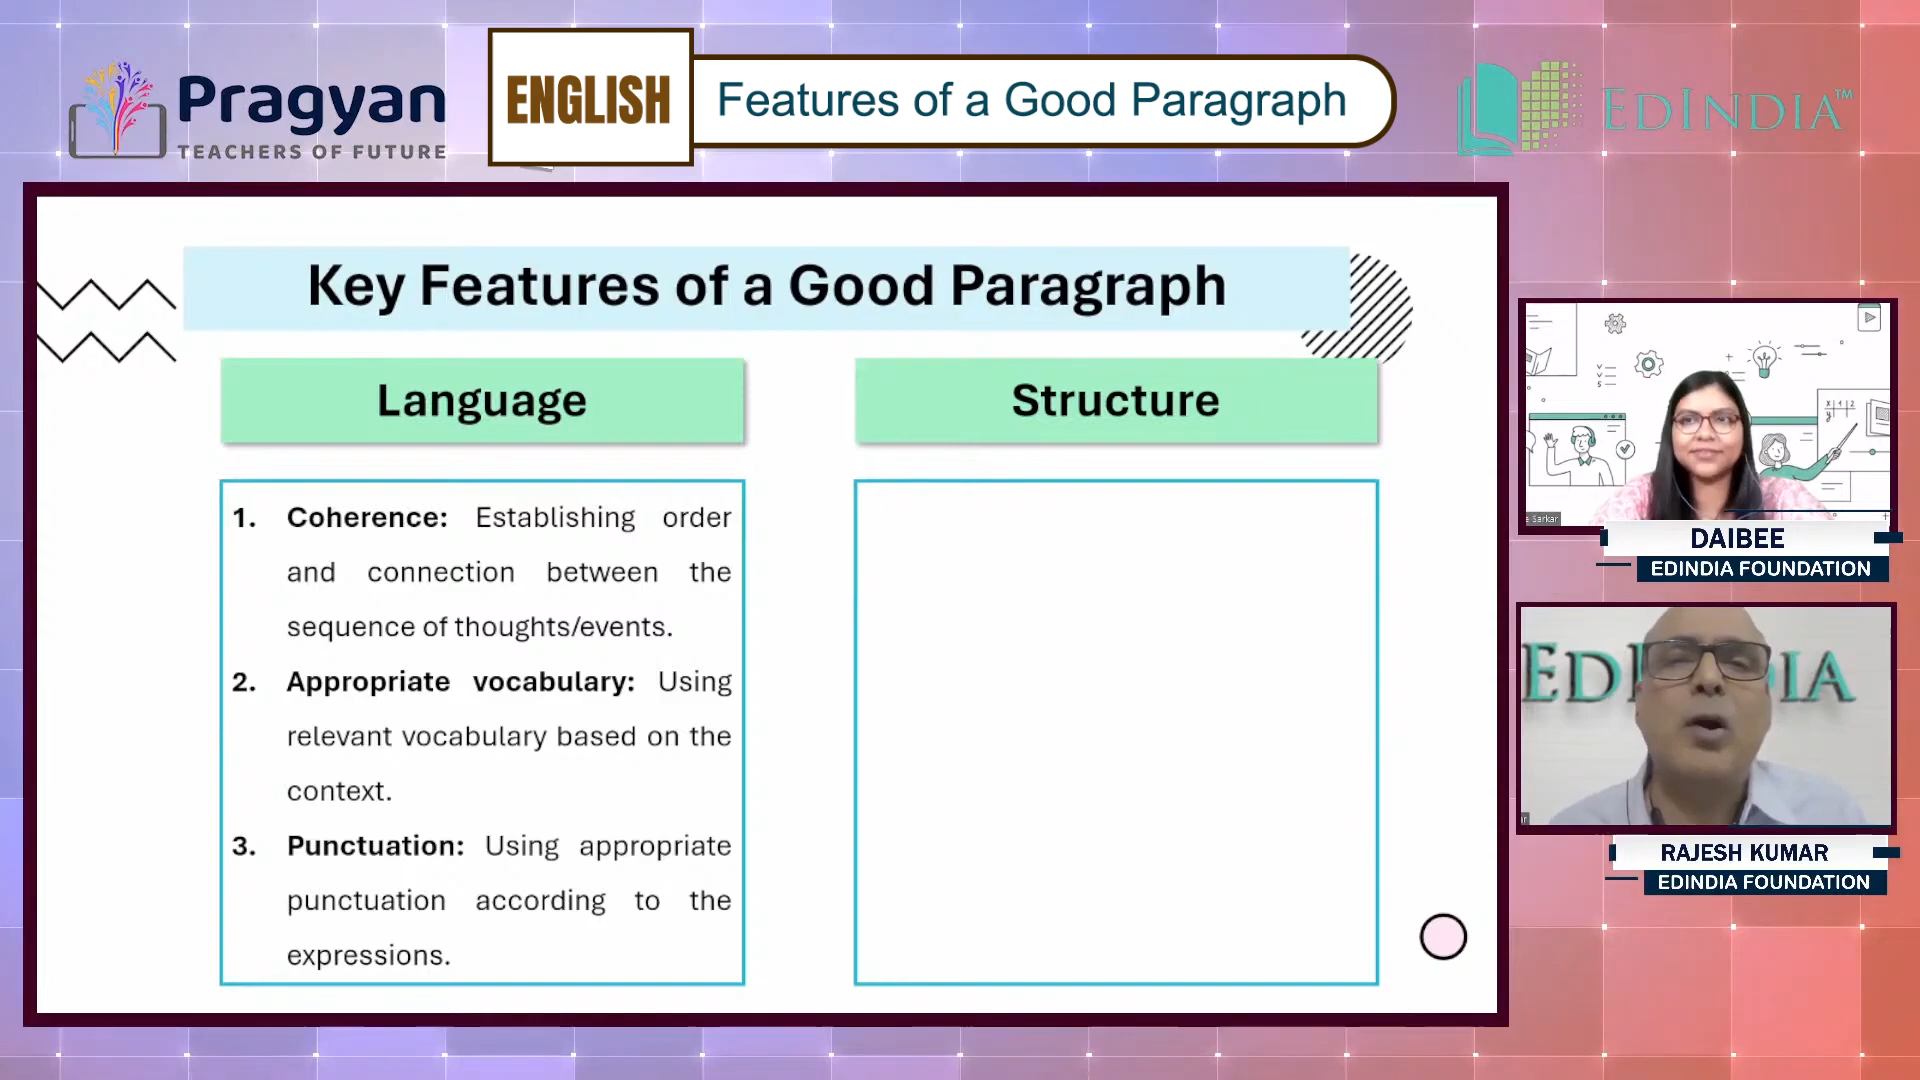 Pragyan
TEACHERS OF FUTURE
ENGLISH
Features of a Good Paragraph
EDINDIA™
Key Features of a Good Paragraph
Language
1. Coherence: Establishing order
and connection between the
sequence of thoughts/events.
2. Appropriate vocabulary: Using
relevant vocabulary based on the
context.
3. Punctuation: Using appropriate
punctuation according to the
expressions.
Structure
Sarkar
DAIBEE
EDINDIA FOUNDATION
RAJESH KUMAR
EDINDIA FOUNDATION